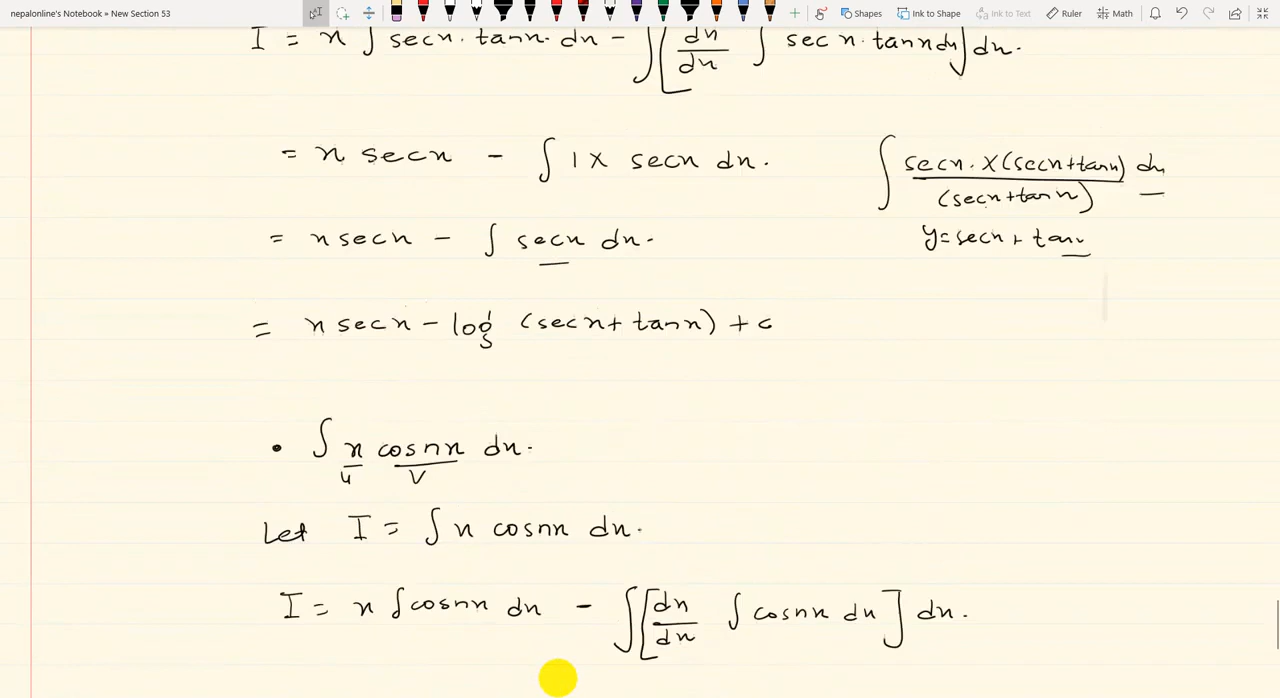 nepalonline's Notebook » New Section 53
Shapes Ink to Shape Ink to Text Ruler Math
I = x ∫ secx. tanx. dx - ∫[dx/dx ∫ secx. tanx dx]dx.
= x secx - ∫ 1 x secx dx.
∫ secx. x (secx+tanx)/(secx+tanx) dx
= x secx - ∫ secx dx.
y = secx + tanx
= x secx - log (secx + tanx) + c
• ∫ x cosnx dx.
u v
Let I = ∫ x cosnx dx.
I = x ∫cosnx dx - ∫[dx/dx ∫ cosnx dx] dx.